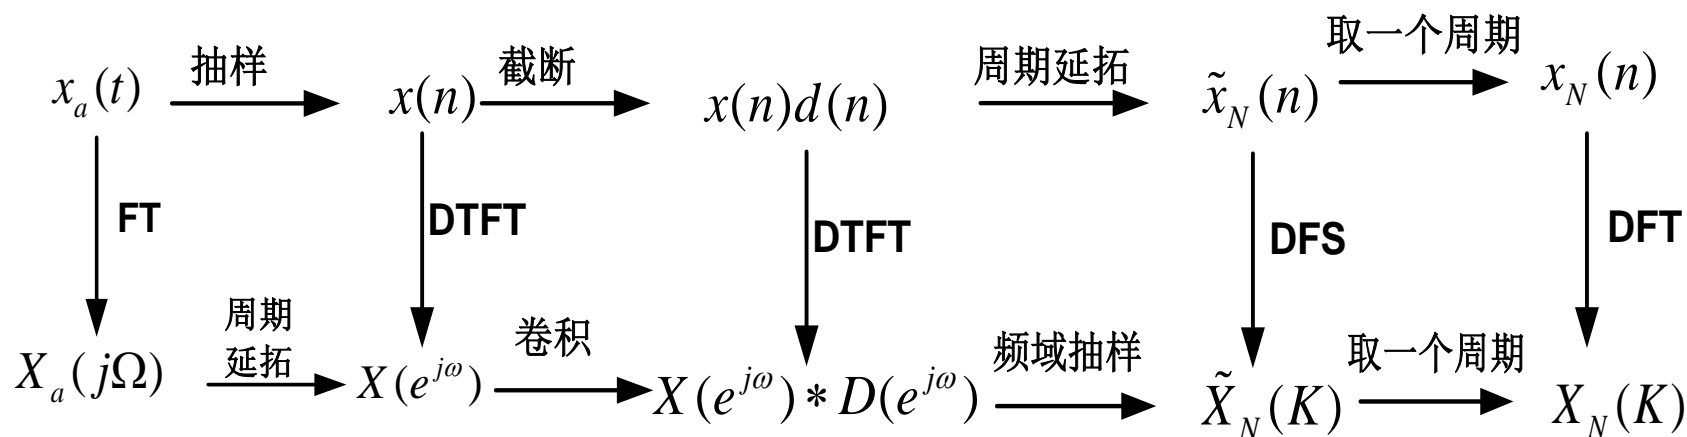 x_a(t) 抽样 x(n) 截断 x(n)d(n) 周期延拓 x̃_N(n) 取一个周期 x_N(n)
FT DTFT DTFT DFS DFT
X_a(jΩ) 周期延拓 X(e^{jω}) 卷积 X(e^{jω}) * D(e^{jω}) 频域抽样 X̃_N(K) 取一个周期 X_N(K)